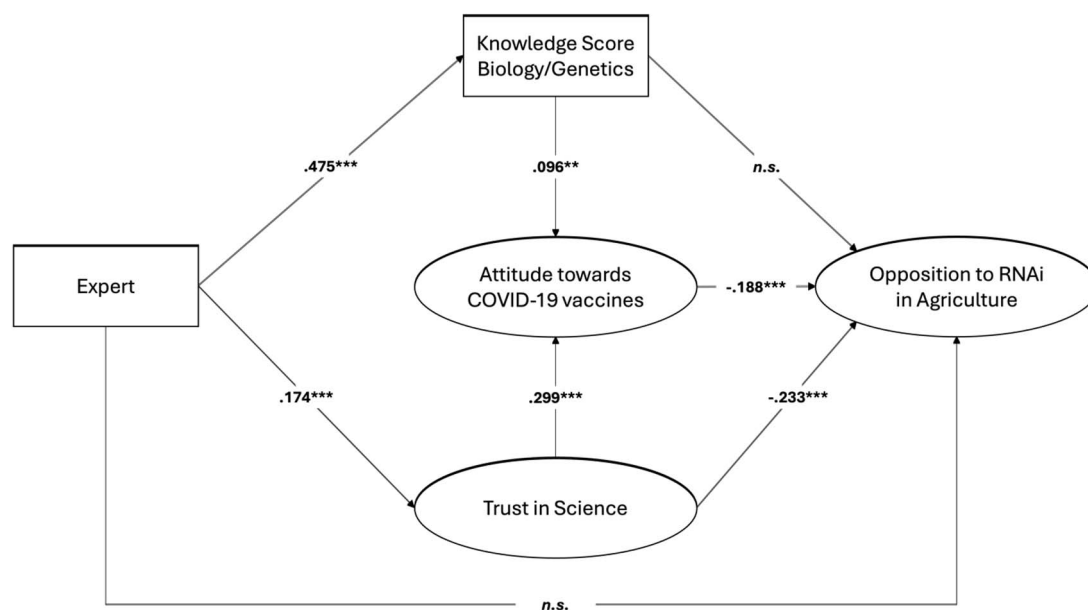 Knowledge Score
Biology/Genetics
.475***
.096**
n.s.
Expert
Attitude towards
COVID-19 vaccines
-.188***
Opposition to RNAi
in Agriculture
.174***
.299***
-.233***
Trust in Science
n.s.